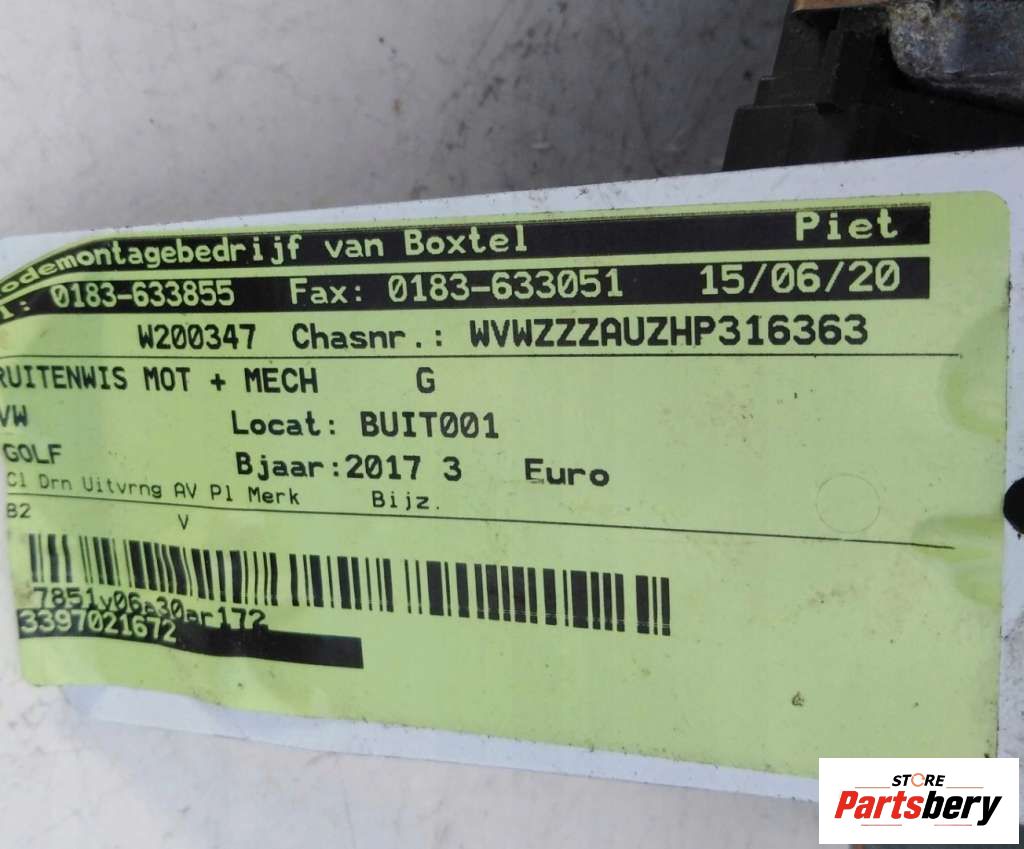 odemontagebedrijf van Boxtel Piet
T: 0183-633855 Fax: 0183-633051 15/06/20
W200347 Chasnr.: WVWZZZAUZHP316363
RUITENWIS MOT + MECH G
VW Locat: BUIT001
GOLF Bjaar:2017 3 Euro
Cl Drn Uitvrng AV Pl Merk Bijz.
B2 V
7851v06a30ar172
3397021672
STORE
Partsbery